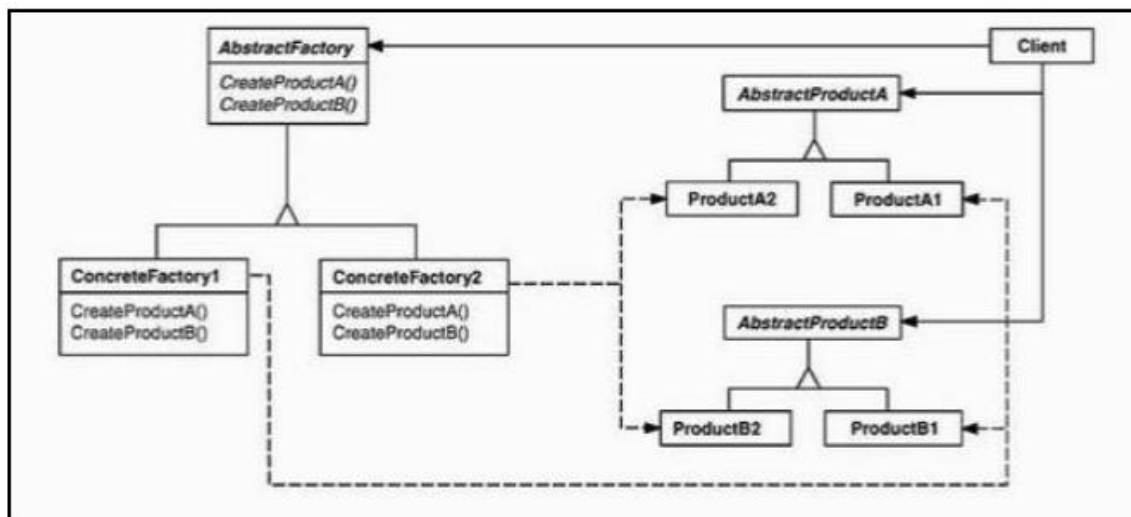 AbstractFactory
CreateProductA()
CreateProductB()
Client
AbstractProductA
ProductA2
ProductA1
ConcreteFactory1
CreateProductA()
CreateProductB()
ConcreteFactory2
CreateProductA()
CreateProductB()
AbstractProductB
ProductB2
ProductB1